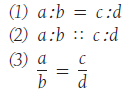 (1) a:b = c:d
(2) a:b :: c:d
(3) a/b = c/d